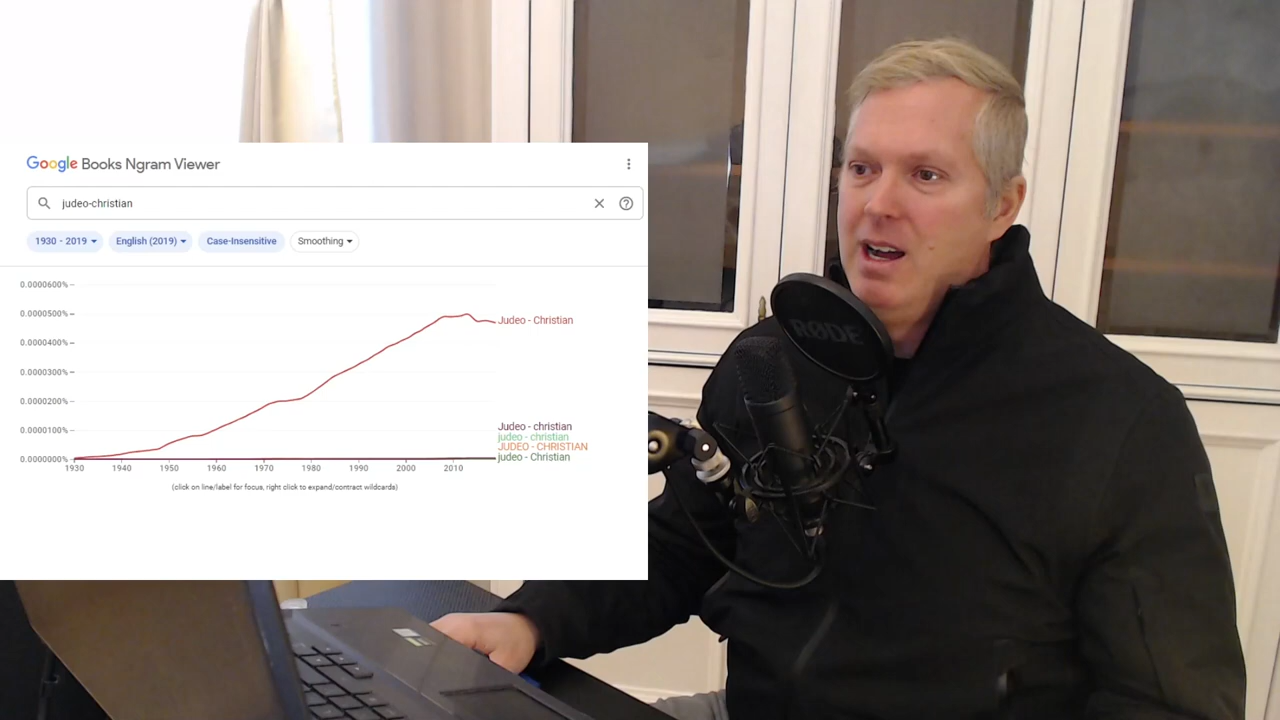 Google Books Ngram Viewer
judeo-christian
1930 - 2019 English (2019) Case-Insensitive Smoothing
0.0000600%
0.0000500%
Judeo - Christian
0.0000400%
0.0000300%
0.0000200%
0.0000100%
Judeo - christian
judeo - christian
JUDEO - CHRISTIAN
judeo - Christian
0.0000000%
1930 1940 1950 1960 1970 1980 1990 2000 2010
(click on line/label for focus, right click to expand/contract wildcards)
RØDE